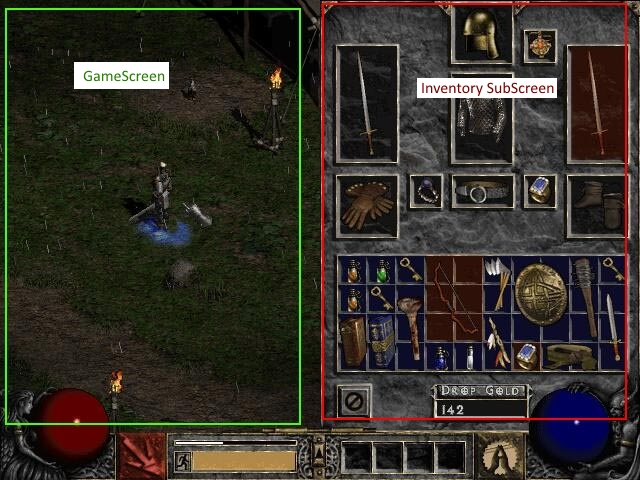 GameScreen
Inventory SubScreen
DROP GOLD
142